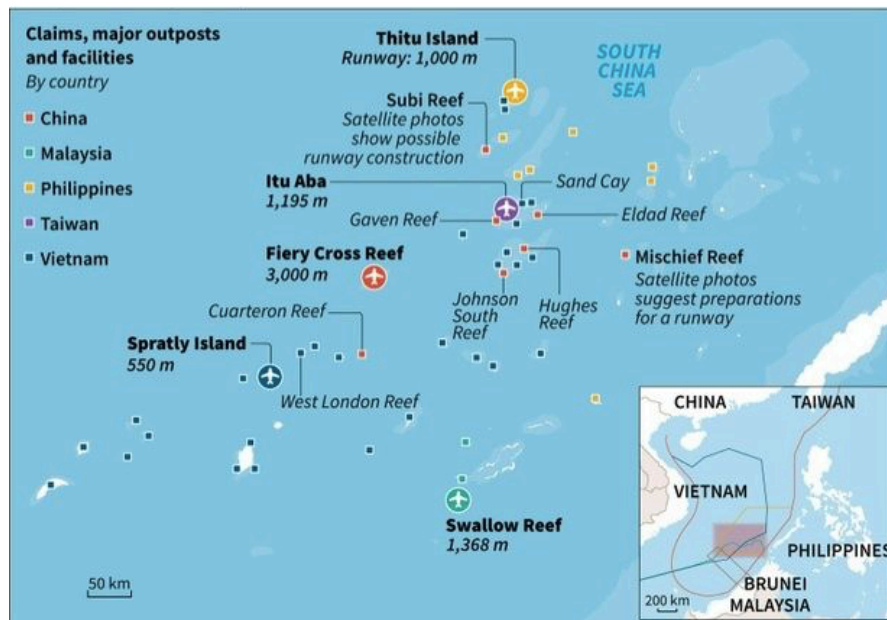 Claims, major outposts
and facilities
By country
China
Malaysia
Philippines
Taiwan
Vietnam
Thitu Island
Runway: 1,000 m
SOUTH
CHINA
SEA
Subi Reef
Satellite photos
show possible
runway construction
Itu Aba
1,195 m
Sand Cay
Gaven Reef
Eldad Reef
Fiery Cross Reef
3,000 m
Mischief Reef
Satellite photos
suggest preparations
for a runway
Johnson
South
Reef
Hughes
Reef
Cuarteron Reef
Spratly Island
550 m
West London Reef
Swallow Reef
1,368 m
50 km
CHINA
TAIWAN
VIETNAM
PHILIPPINES
BRUNEI
MALAYSIA
200 km